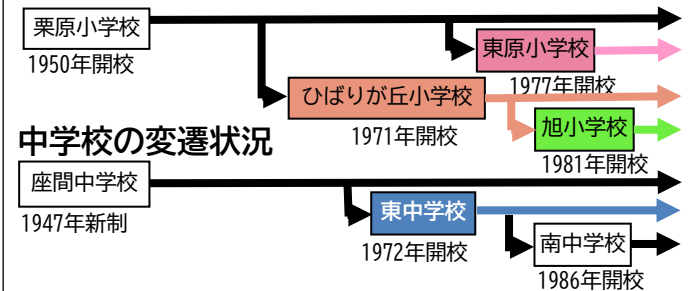 栗原小学校
1950年開校
東原小学校
1977年開校
ひばりが丘小学校
1971年開校
旭小学校
1981年開校
中学校の変遷状況
座間中学校
1947年新制
東中学校
1972年開校
南中学校
1986年開校